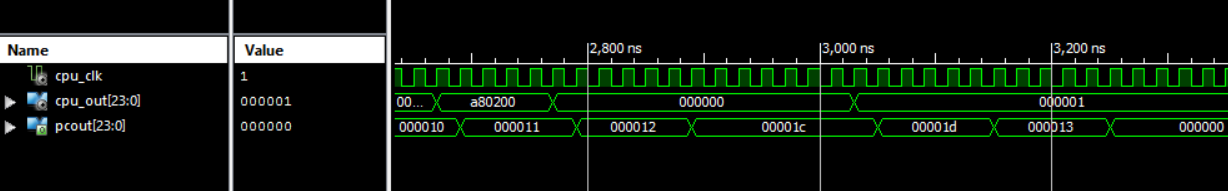 2,800 ns 3,000 ns 3,200 ns
Name Value
cpu_clk 1
cpu_out[23:0] 000001 00... a80200 000000 000001
pcout[23:0] 000000 000010 000011 000012 00001c 00001d 000013 000000